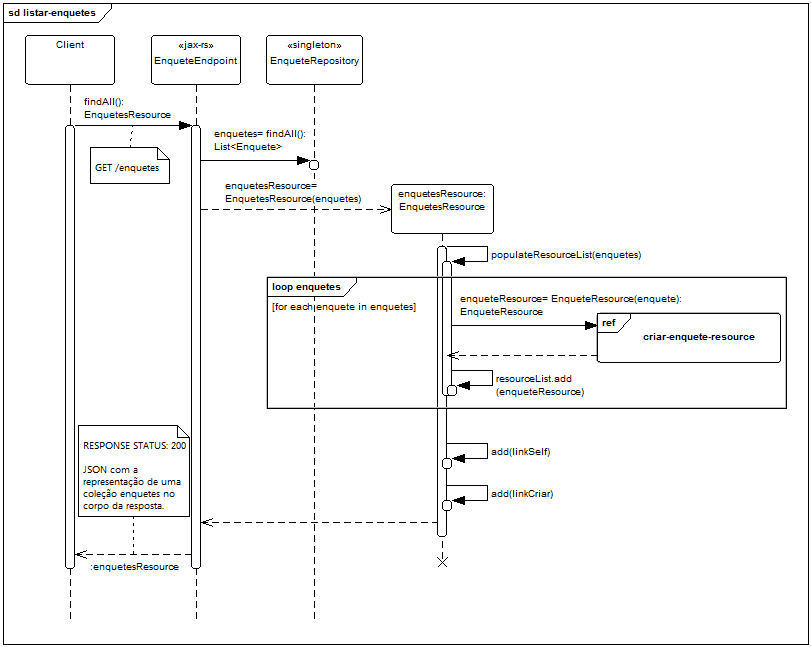 sd listar-enquetes
Client
«jax-rs»
EnqueteEndpoint
«singleton»
EnqueteRepository
findAll():
EnquetesResource
GET /enquetes
enquetes= findAll():
List<Enquete>
enquetesResource=
EnquetesResource(enquetes)
enquetesResource:
EnquetesResource
populateResourceList(enquetes)
loop enquetes
[for each enquete in enquetes]
enqueteResource= EnqueteResource(enquete):
EnqueteResource
ref
criar-enquete-resource
resourceList.add
(enqueteResource)
RESPONSE STATUS: 200
JSON com a
representação de uma
coleção enquetes no
corpo da resposta.
add(linkSelf)
add(linkCriar)
:enquetesResource